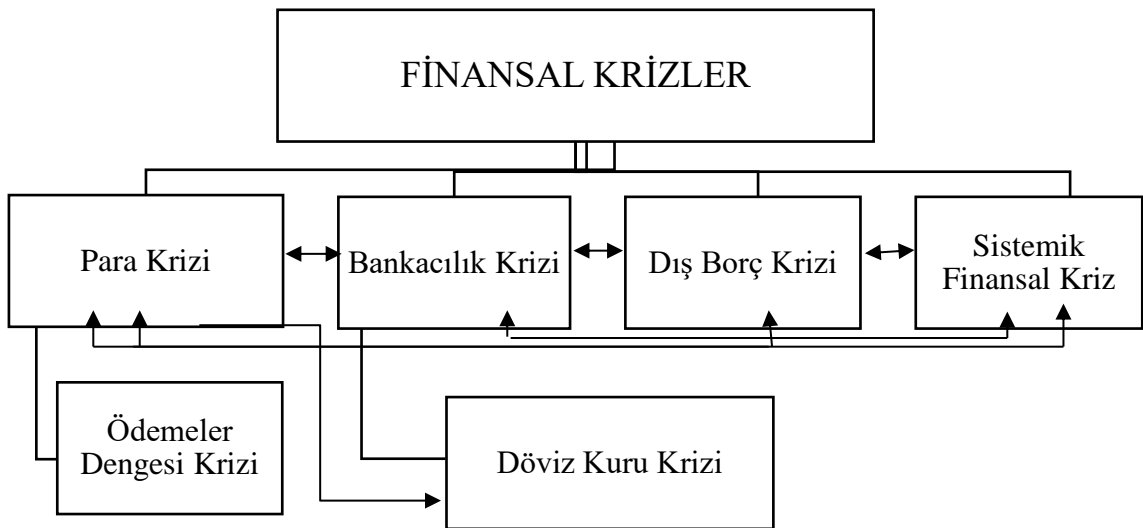 FİNANSAL KRİZLER
Para Krizi
Bankacılık Krizi
Dış Borç Krizi
Sistemik
Finansal Kriz
Ödemeler
Dengesi Krizi
Döviz Kuru Krizi